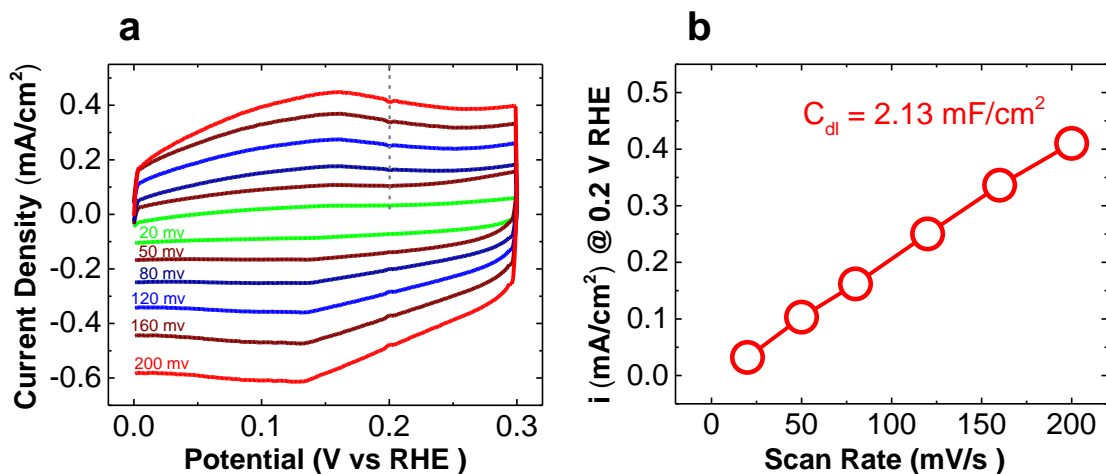 a
Current Density (mA/cm²)
0.4
0.2
0.0
-0.2
-0.4
-0.6
20 mv
50 mv
80 mv
120 mv
160 mv
200 mv
0.0 0.1 0.2 0.3
Potential (V vs RHE )
b
i (mA/cm²) @ 0.2 V RHE
0.5
0.4
0.3
0.2
0.1
0.0
C_dl = 2.13 mF/cm²
0 50 100 150 200
Scan Rate (mV/s )